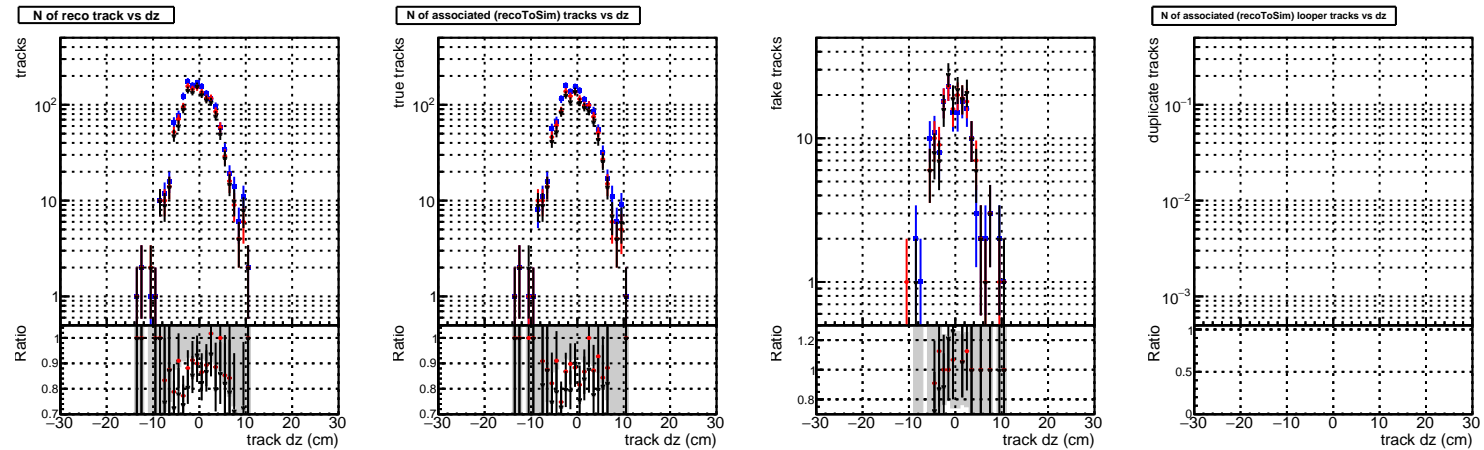 N of reco track vs dz
tracks
10²
10
1
Ratio
1
0.9
0.8
0.7
−30 −20 −10 0 10 20 30
track dz (cm)
N of associated (recoToSim) tracks vs dz
true tracks
10²
10
1
Ratio
1
0.9
0.8
0.7
−30 −20 −10 0 10 20 30
track dz (cm)
fake tracks
10
1
Ratio
1.2
1
0.8
−30 −20 −10 0 10 20 30
track dz (cm)
N of associated (recoToSim) looper tracks vs dz
duplicate tracks
10⁻¹
10⁻²
10⁻³
Ratio
1
0.5
0
−30 −20 −10 0 10 20 30
track dz (cm)